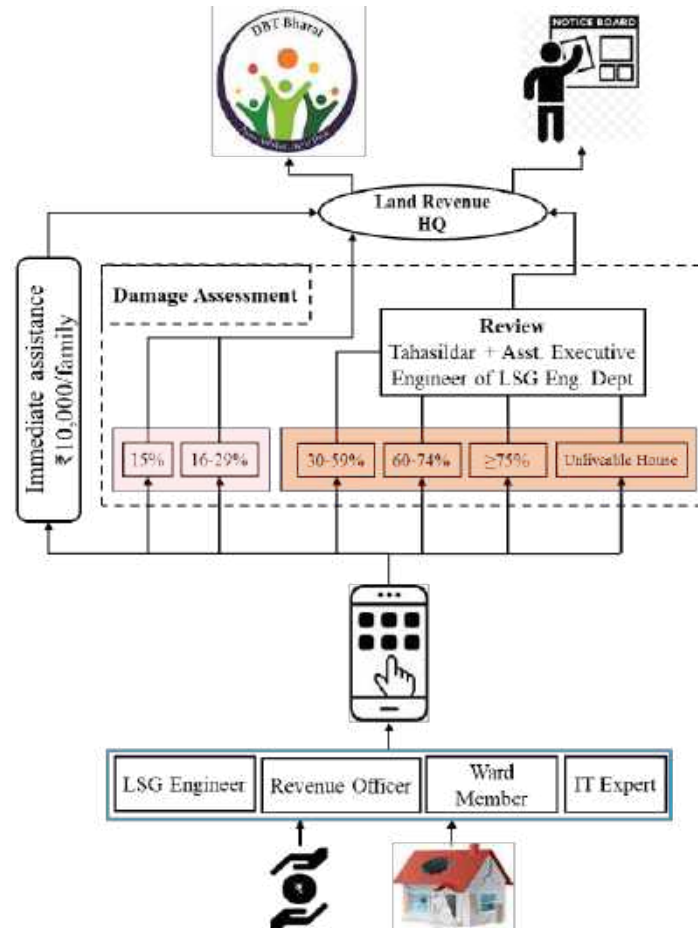 DBT Bharat
NOTICE BOARD
Land Revenue
HQ
Immediate assistance
₹10,000/family
Damage Assessment
Review
Tahasildar + Asst. Executive
Engineer of LSG Eng. Dept
15%
16-29%
30-59%
60-74%
≥75%
Unliveable House
LSG Engineer
Revenue Officer
Ward
Member
IT Expert
₹